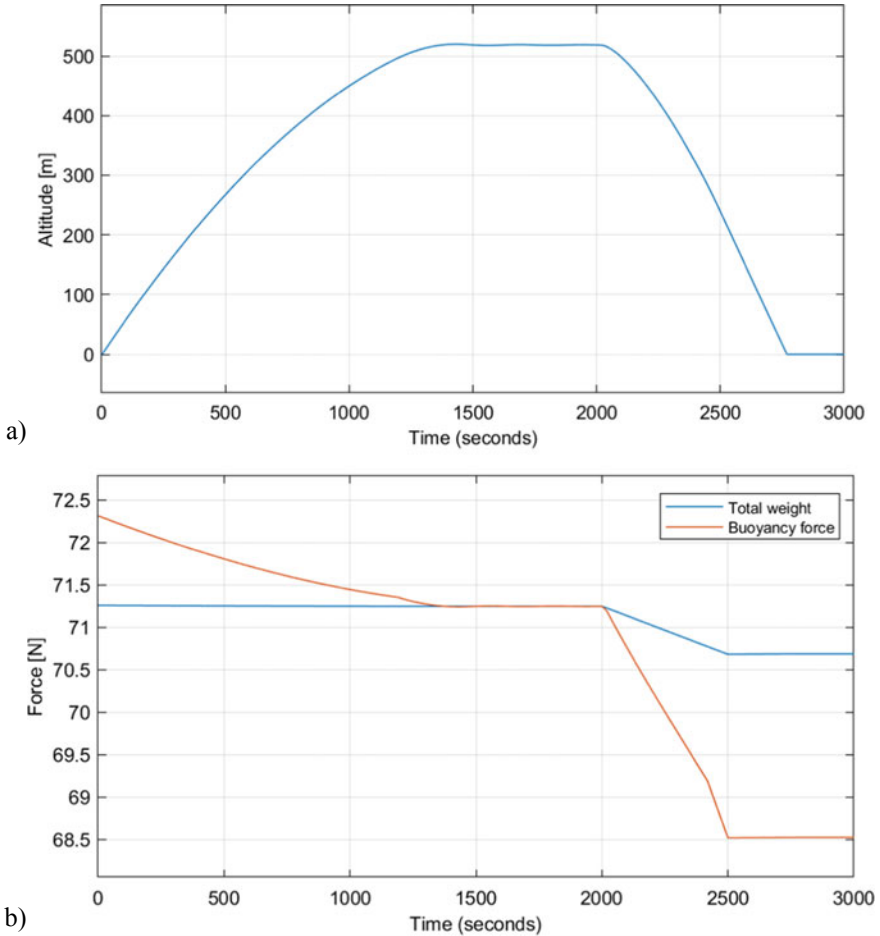 500
400
300
200
100
0
Altitude [m]
0 500 1000 1500 2000 2500 3000
Time (seconds)
a)
72.5
72
71.5
71
70.5
70
69.5
69
68.5
Force [N]
Total weight
Buoyancy force
0 500 1000 1500 2000 2500 3000
Time (seconds)
b)